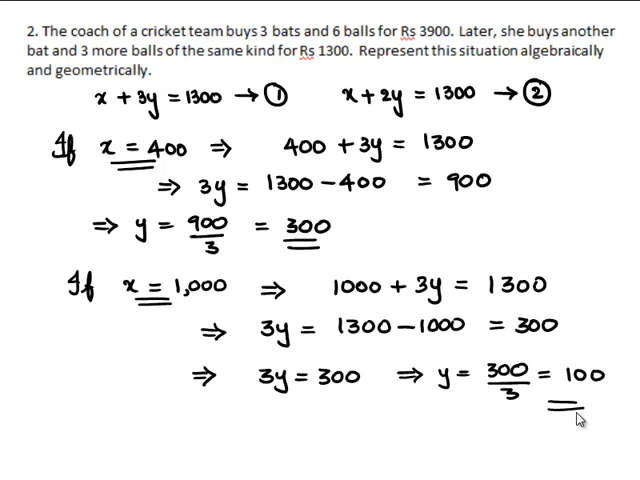 2. The coach of a cricket team buys 3 bats and 6 balls for Rs 3900. Later, she buys another
bat and 3 more balls of the same kind for Rs 1300. Represent this situation algebraically
and geometrically.
x + 3y = 1300 → ① x + 2y = 1300 → ②
If x = 400 ⇒ 400 + 3y = 1300
⇒ 3y = 1300 - 400 = 900
⇒ y = 900/3 = 300
If x = 1,000 ⇒ 1000 + 3y = 1300
⇒ 3y = 1300 - 1000 = 300
⇒ 3y = 300 ⇒ y = 300/3 = 100